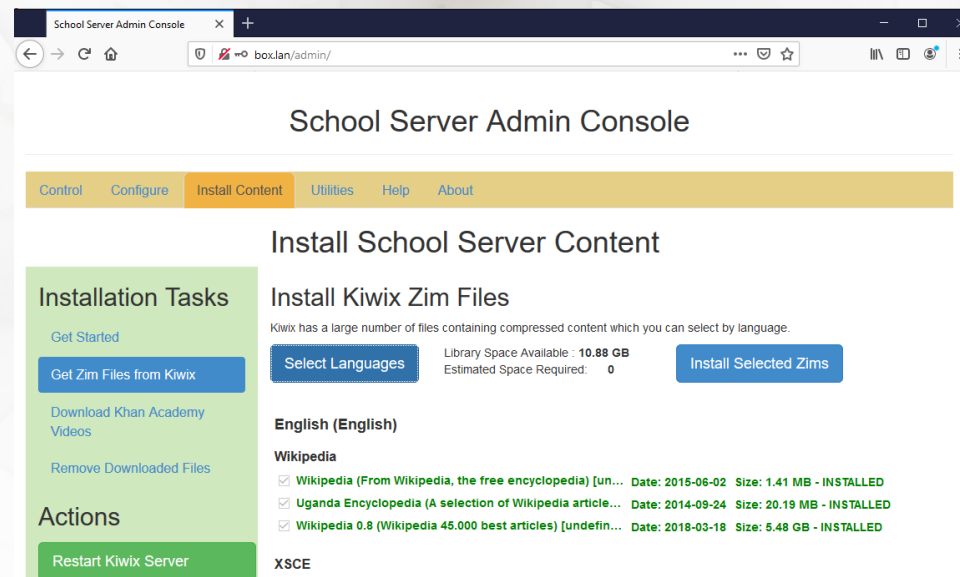 School Server Admin Console
box.lan/admin/
School Server Admin Console
Control Configure Install Content Utilities Help About
Install School Server Content
Installation Tasks
Get Started
Get Zim Files from Kiwix
Download Khan Academy
Videos
Remove Downloaded Files
Actions
Restart Kiwix Server
Install Kiwix Zim Files
Kiwix has a large number of files containing compressed content which you can select by language.
Select Languages
Library Space Available : 10.88 GB
Estimated Space Required: 0
Install Selected Zims
English (English)
Wikipedia
Wikipedia (From Wikipedia, the free encyclopedia) [un... Date: 2015-06-02 Size: 1.41 MB - INSTALLED
Uganda Encyclopedia (A selection of Wikipedia article... Date: 2014-09-24 Size: 20.19 MB - INSTALLED
Wikipedia 0.8 (Wikipedia 45.000 best articles) [undefin... Date: 2018-03-18 Size: 5.48 GB - INSTALLED
XSCE